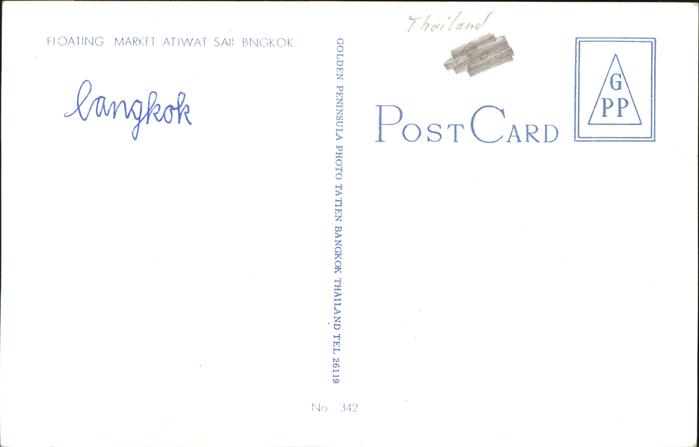 FLOATING MARKET ATIWAT SAII BNGKOK.
bangkok
GOLDEN PENINSULA PHOTO TATIEN BANGKOK THAILAND TEL 26119
No. 342
Thailand
POST CARD
G
PP